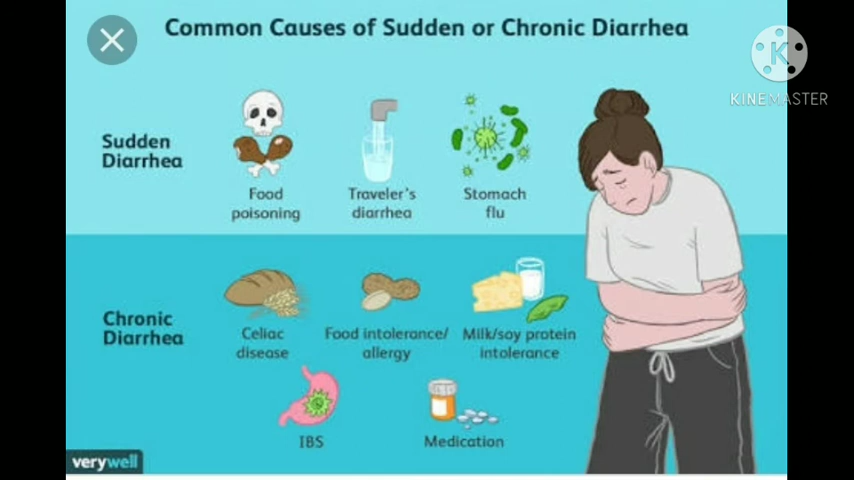 Common Causes of Sudden or Chronic Diarrhea
KINEMASTER
Sudden
Diarrhea
Food
poisoning
Traveler's
diarrhea
Stomach
flu
Chronic
Diarrhea
Celiac
disease
Food intolerance/
allergy
Milk/soy protein
intolerance
IBS
Medication
verywell